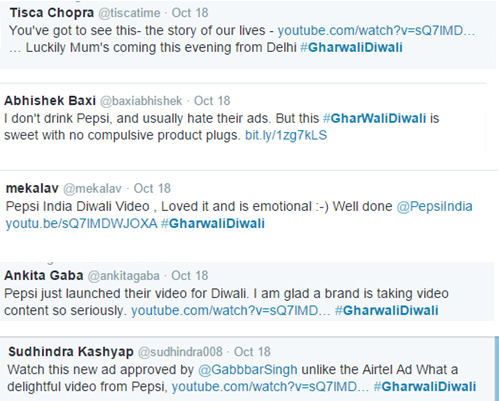 Tisca Chopra @tiscatime · Oct 18
You've got to see this- the story of our lives - youtube.com/watch?v=sQ7lMD…
… Luckily Mum's coming this evening from Delhi #GharwaliDiwali
Abhishek Baxi @baxiabhishek · Oct 18
I don't drink Pepsi, and usually hate their ads. But this #GharWaliDiwali is
sweet with no compulsive product plugs. bit.ly/1zg7kLS
mekalav @mekalav · Oct 18
Pepsi India Diwali Video , Loved it and is emotional :-) Well done @PepsiIndia
youtu.be/sQ7lMDWJOXA #GharwaliDiwali
Ankita Gaba @ankitagaba · Oct 18
Pepsi just launched their video for Diwali. I am glad a brand is taking video
content so seriously. youtube.com/watch?v=sQ7lMD… #GharwaliDiwali
Sudhindra Kashyap @sudhindra008 · Oct 18
Watch this new ad approved by @GabbbarSingh unlike the Airtel Ad What a
delightful video from Pepsi, youtube.com/watch?v=sQ7lMD… #GharwaliDiwali